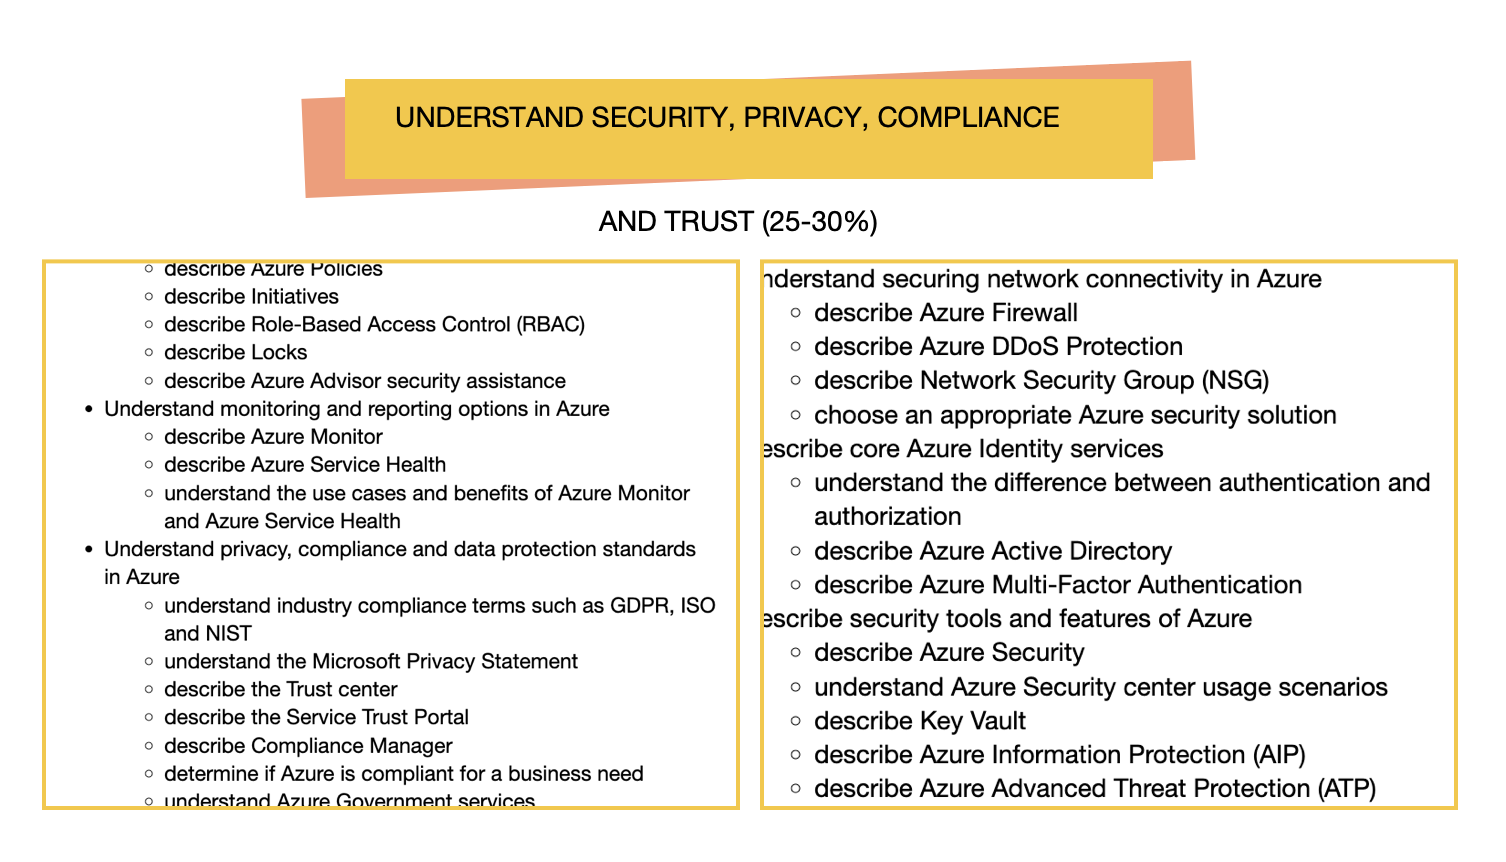 UNDERSTAND SECURITY, PRIVACY, COMPLIANCE
AND TRUST (25-30%)
describe Azure Policies
describe Initiatives
describe Role-Based Access Control (RBAC)
describe Locks
describe Azure Advisor security assistance
Understand monitoring and reporting options in Azure
describe Azure Monitor
describe Azure Service Health
understand the use cases and benefits of Azure Monitor
and Azure Service Health
Understand privacy, compliance and data protection standards
in Azure
understand industry compliance terms such as GDPR, ISO
and NIST
understand the Microsoft Privacy Statement
describe the Trust center
describe the Service Trust Portal
describe Compliance Manager
determine if Azure is compliant for a business need
understand Azure Government services
nderstand securing network connectivity in Azure
describe Azure Firewall
describe Azure DDoS Protection
describe Network Security Group (NSG)
choose an appropriate Azure security solution
escribe core Azure Identity services
understand the difference between authentication and
authorization
describe Azure Active Directory
describe Azure Multi-Factor Authentication
escribe security tools and features of Azure
describe Azure Security
understand Azure Security center usage scenarios
describe Key Vault
describe Azure Information Protection (AIP)
describe Azure Advanced Threat Protection (ATP)